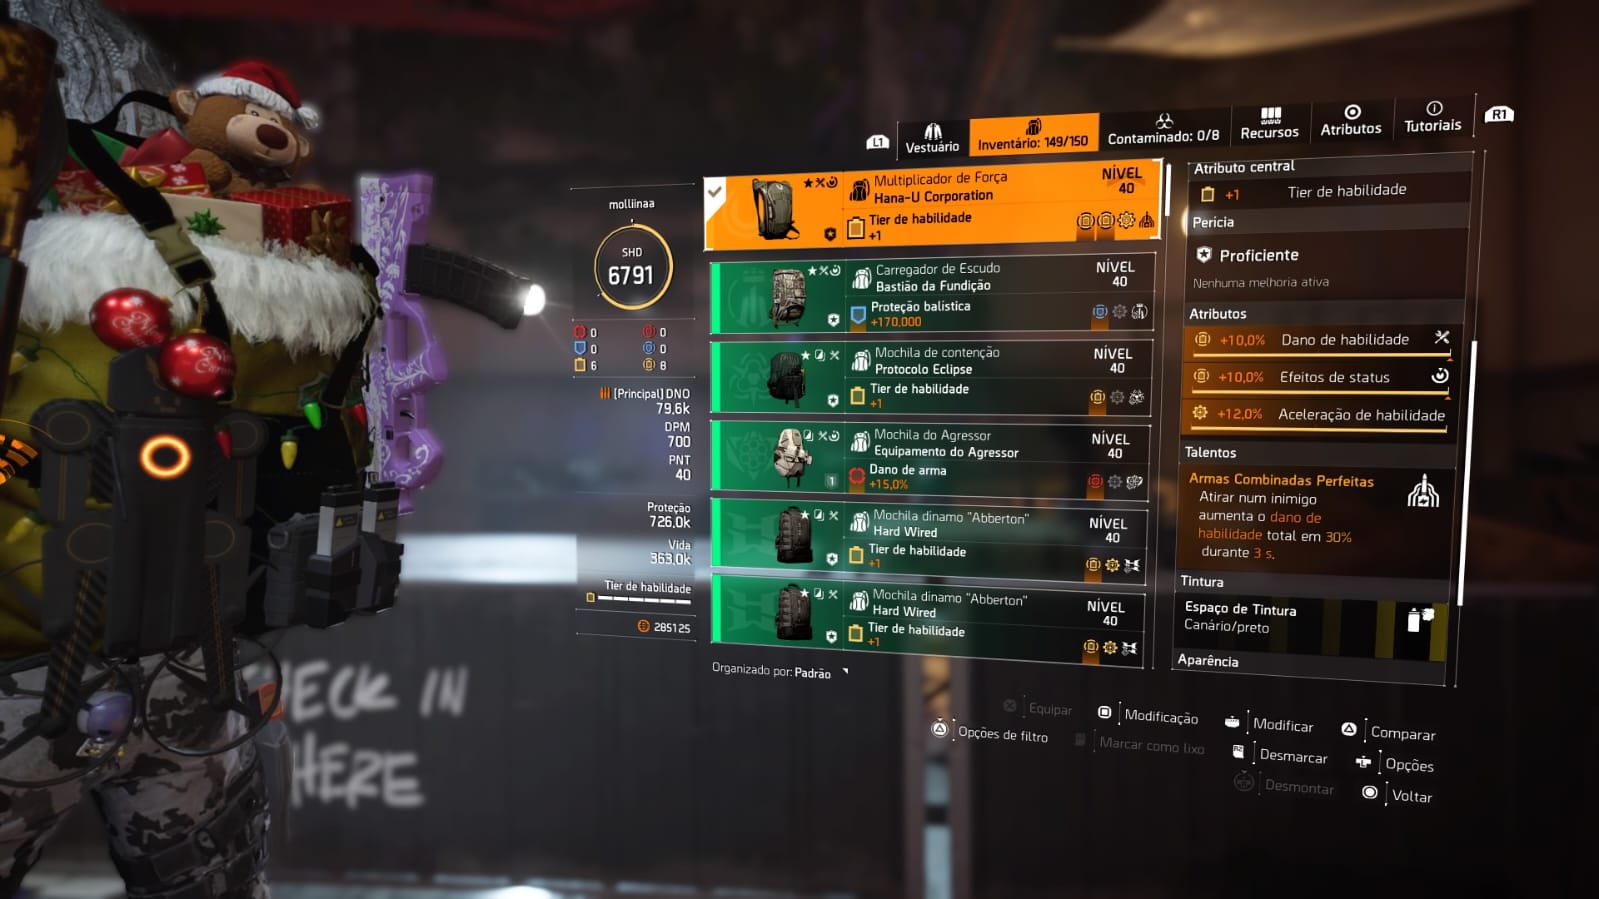 L1
Vestuário
Inventário: 149/150
Contaminado: 0/8
Recursos
Atributos
Tutoriais
R1
molliinaa
SHD
6791
0
0
0
0
6
8
[Principal] DNO
79,6k
DPM
700
PNT
40
Proteção
726,0k
Vida
363,0k
Tier de habilidade
285125
Multiplicador de Força
Hana-U Corporation
NÍVEL
40
Tier de habilidade
+1
Carregador de Escudo
Bastião da Fundição
NÍVEL
40
Proteção balística
+170.000
Mochila de contenção
Protocolo Eclipse
NÍVEL
40
Tier de habilidade
+1
Mochila do Agressor
Equipamento do Agressor
NÍVEL
40
Dano de arma
+15,0%
1
Mochila dínamo "Abberton"
Hard Wired
NÍVEL
40
Tier de habilidade
+1
Mochila dínamo "Abberton"
Hard Wired
NÍVEL
40
Tier de habilidade
+1
Organizado por: Padrão
Atributo central
+1 Tier de habilidade
Perícia
Proficiente
Nenhuma melhoria ativa
Atributos
+10,0% Dano de habilidade
+10,0% Efeitos de status
+12,0% Aceleração de habilidade
Talentos
Armas Combinadas Perfeitas
Atirar num inimigo
aumenta o dano de
habilidade total em 30%
durante 3 s.
Tintura
Espaço de Tintura
Canário/preto
Aparência
Equipar
Modificação
Modificar
Comparar
Opções de filtro
Marcar como lixo
R2
Desmarcar
Opções
Desmontar
Voltar
CHECK IN
HERE